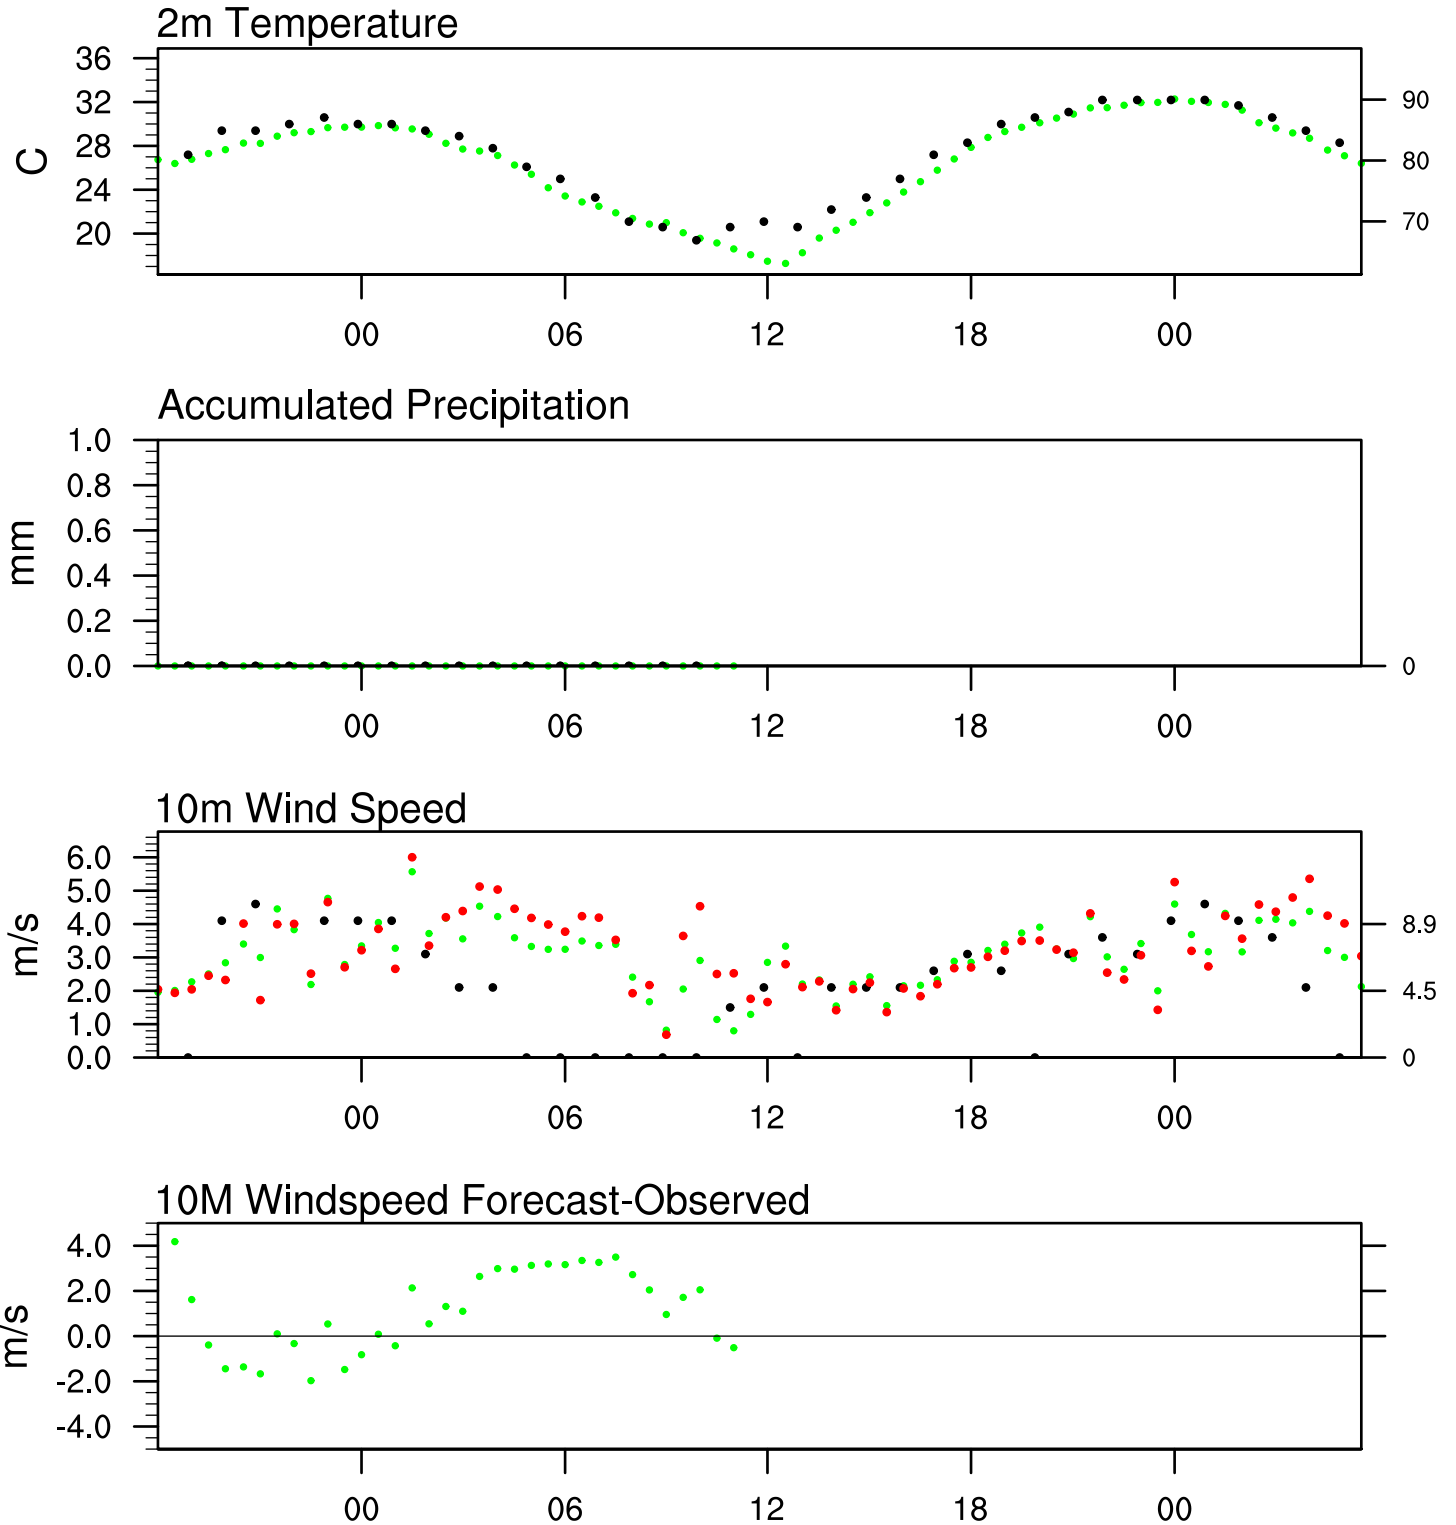 2m Temperature
36
32
28
24
20
C
90
80
70
00 06 12 18 00
Accumulated Precipitation
1.0
0.8
0.6
0.4
0.2
0.0
mm
0
00 06 12 18 00
10m Wind Speed
6.0
5.0
4.0
3.0
2.0
1.0
0.0
m/s
8.9
4.5
0
00 06 12 18 00
10M Windspeed Forecast-Observed
4.0
2.0
0.0
-2.0
-4.0
m/s
00 06 12 18 00